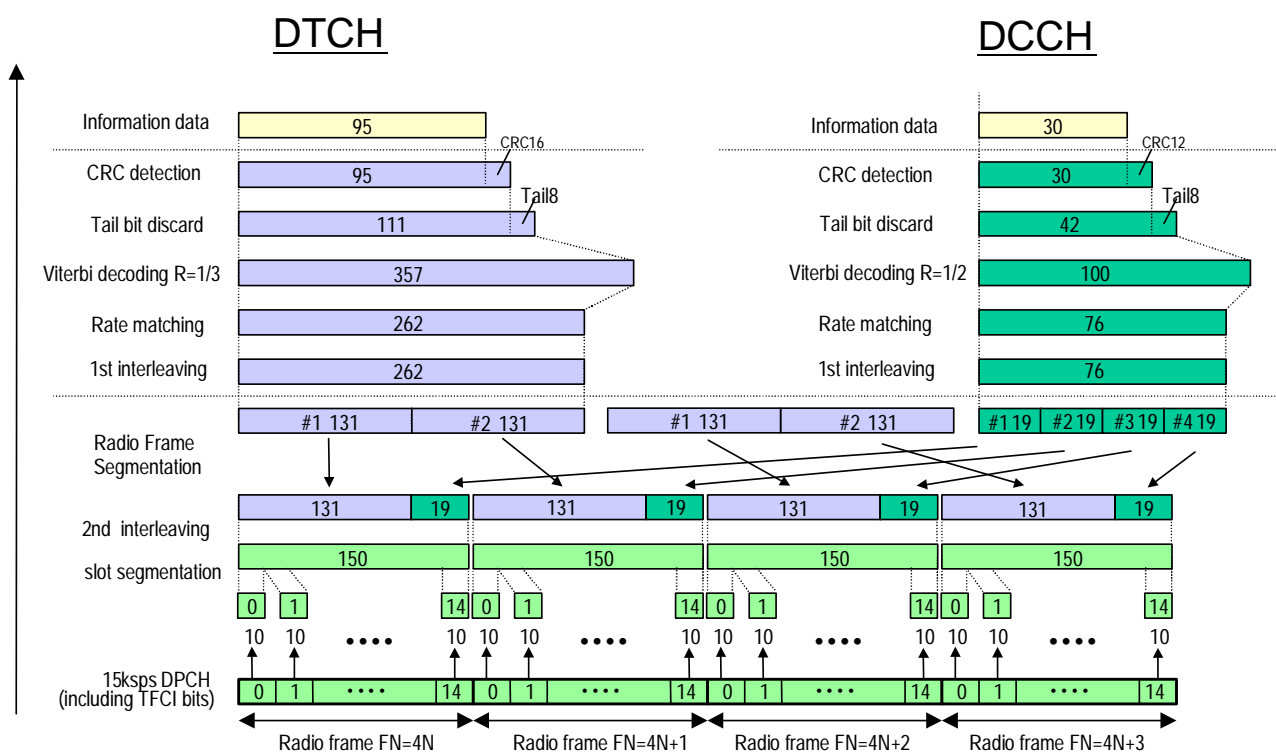 DTCH DCCH
Information data 95 Information data 30
CRC16 CRC12
CRC detection 95 CRC detection 30
Tail8 Tail8
Tail bit discard 111 Tail bit discard 42
Viterbi decoding R=1/3 357 Viterbi decoding R=1/2 100
Rate matching 262 Rate matching 76
1st interleaving 262 1st interleaving 76
#1 131 #2 131 #1 131 #2 131 #1 19 #2 19 #3 19 #4 19
Radio Frame
Segmentation
131 19 131 19 131 19 131 19
2nd interleaving
150 150 150 150
slot segmentation
0 1 14 0 1 14 0 1 14 0 1 14
10 10 •••• 10 10 10 •••• 10 10 10 •••• 10 10 10 •••• 10
15ksps DPCH
(including TFCI bits)
0 1 •••• 14 0 1 •••• 14 0 1 •••• 14 0 1 •••• 14
Radio frame FN=4N Radio frame FN=4N+1 Radio frame FN=4N+2 Radio frame FN=4N+3